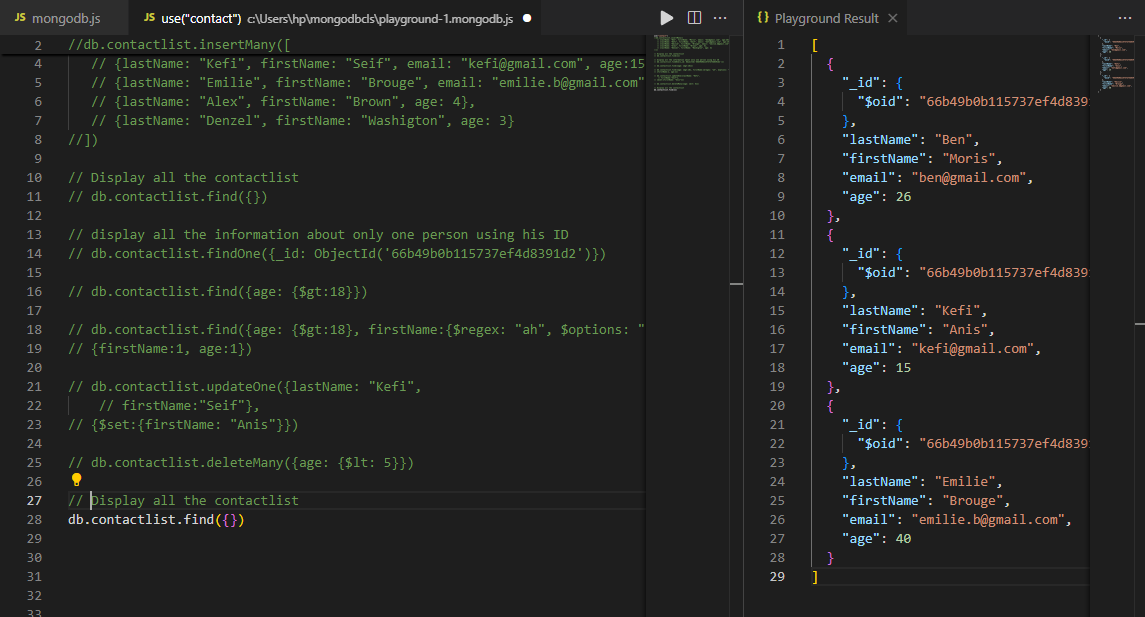 JS mongodb.js
JS use("contact") c:\Users\hp\mongodbcls\playground-1.mongodb.js
2 //db.contactlist.insertMany([
4 // {lastName: "Kefi", firstName: "Seif", email: "kefi@gmail.com", age:15
5 // {lastName: "Emilie", firstName: "Brouge", email: "emilie.b@gmail.com"
6 // {lastName: "Alex", firstName: "Brown", age: 4},
7 // {lastName: "Denzel", firstName: "Washigton", age: 3}
8 //])
9
10 // Display all the contactlist
11 // db.contactlist.find({})
12
13 // display all the information about only one person using his ID
14 // db.contactlist.findOne({_id: ObjectId('66b49b0b115737ef4d8391d2')})
15
16 // db.contactlist.find({age: {$gt:18}})
17
18 // db.contactlist.find({age: {$gt:18}, firstName:{$regex: "ah", $options: "
19 // {firstName:1, age:1})
20
21 // db.contactlist.updateOne({lastName: "Kefi",
22 // firstName:"Seif"},
23 // {$set:{firstName: "Anis"}})
24
25 // db.contactlist.deleteMany({age: {$lt: 5}})
26
27 // Display all the contactlist
28 db.contactlist.find({})
29
30
31
32
33
{} Playground Result
1 [
2 {
3 "_id": {
4 "$oid": "66b49b0b115737ef4d839
5 },
6 "lastName": "Ben",
7 "firstName": "Moris",
8 "email": "ben@gmail.com",
9 "age": 26
10 },
11 {
12 "_id": {
13 "$oid": "66b49b0b115737ef4d839
14 },
15 "lastName": "Kefi",
16 "firstName": "Anis",
17 "email": "kefi@gmail.com",
18 "age": 15
19 },
20 {
21 "_id": {
22 "$oid": "66b49b0b115737ef4d839
23 },
24 "lastName": "Emilie",
25 "firstName": "Brouge",
26 "email": "emilie.b@gmail.com",
27 "age": 40
28 }
29 ]